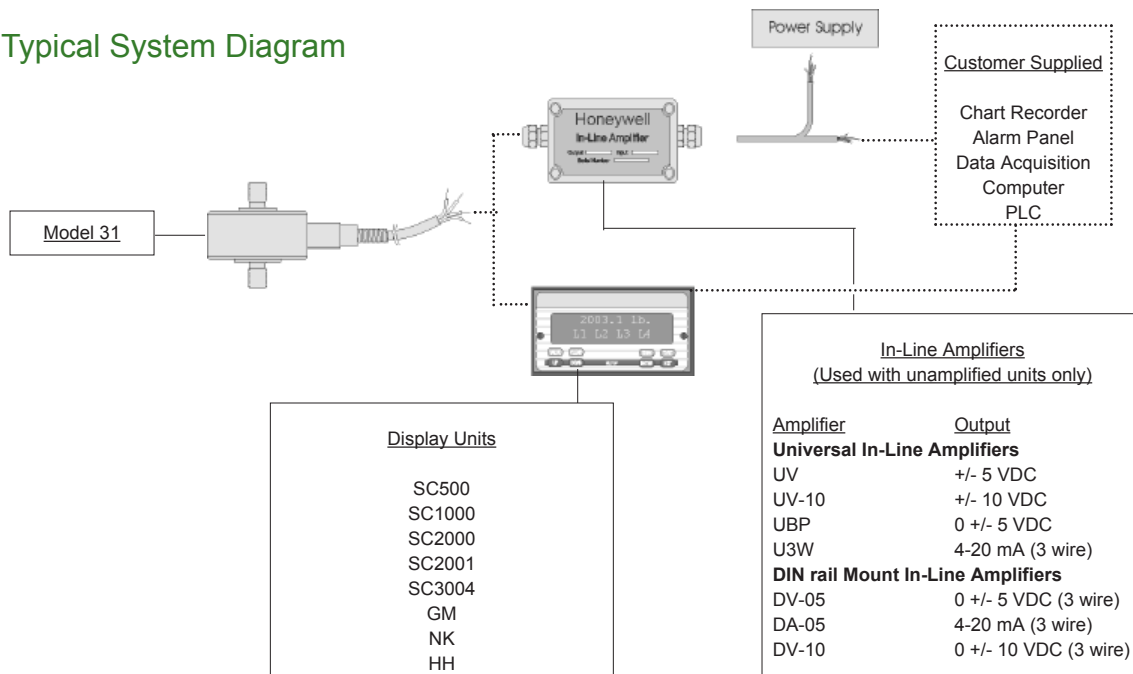 Typical System Diagram
Power Supply
Customer Supplied
Chart Recorder
Alarm Panel
Data Acquisition
Computer
PLC
Honeywell
In-Line Amplifier
Output
Input
Serial Number
Model 31
2003.1 lb.
L1 L2 L3 L4
Display Units
SC500
SC1000
SC2000
SC2001
SC3004
GM
NK
HH
In-Line Amplifiers
(Used with unamplified units only)
Amplifier Output
Universal In-Line Amplifiers
UV +/- 5 VDC
UV-10 +/- 10 VDC
UBP 0 +/- 5 VDC
U3W 4-20 mA (3 wire)
DIN rail Mount In-Line Amplifiers
DV-05 0 +/- 5 VDC (3 wire)
DA-05 4-20 mA (3 wire)
DV-10 0 +/- 10 VDC (3 wire)